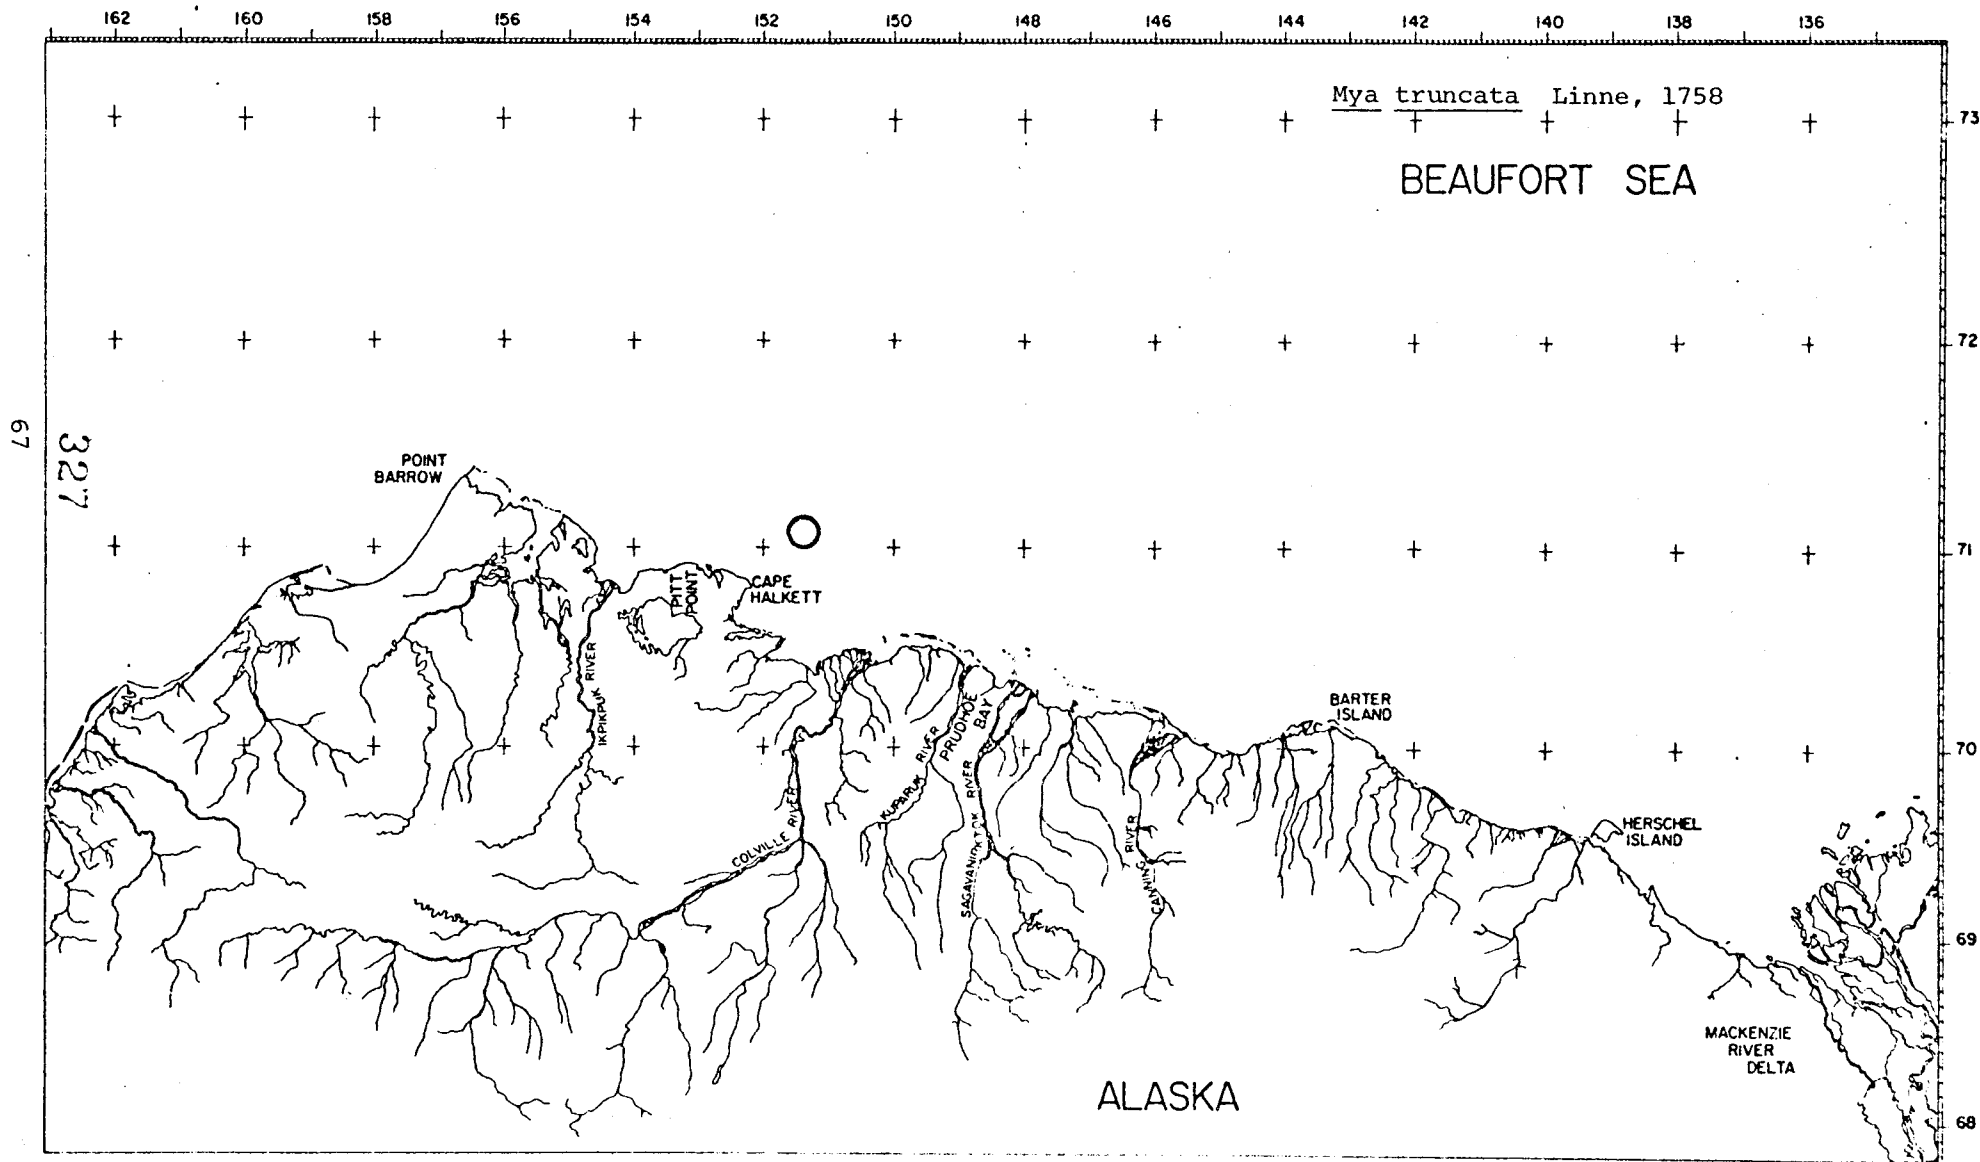 162 160 158 156 154 152 150 148 146 144 142 140 138 136
Mya truncata Linne, 1758
73
BEAUFORT SEA
72
67
327
POINT
BARROW
71
PITT
POINT
CAPE
HALKETT
IKPIKPUK RIVER
BARTER
ISLAND
PRUDHOE
BAY
70
KUPARUK RIVER
COLVILLE RIVER
SAGAVANIRKTOK RIVER
CANNING RIVER
HERSCHEL
ISLAND
69
MACKENZIE
RIVER
DELTA
ALASKA
68